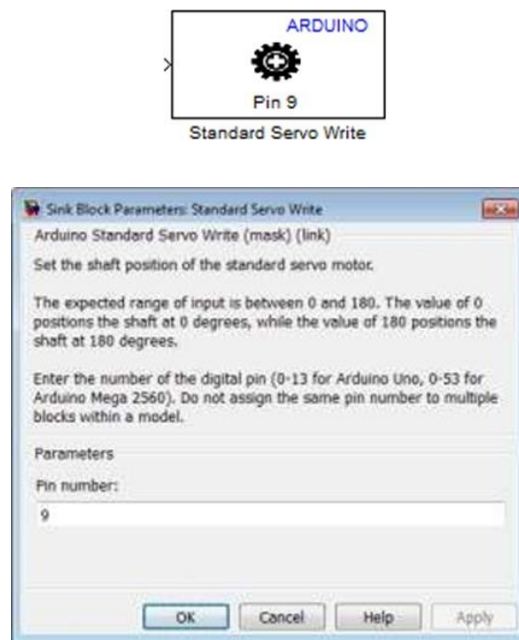 ARDUINO
Pin 9
Standard Servo Write
Sink Block Parameters: Standard Servo Write
Arduino Standard Servo Write (mask) (link)
Set the shaft position of the standard servo motor.
The expected range of input is between 0 and 180. The value of 0
positions the shaft at 0 degrees, while the value of 180 positions the
shaft at 180 degrees.
Enter the number of the digital pin (0-13 for Arduino Uno, 0-53 for
Arduino Mega 2560). Do not assign the same pin number to multiple
blocks within a model.
Parameters
Pin number:
9
OK Cancel Help Apply